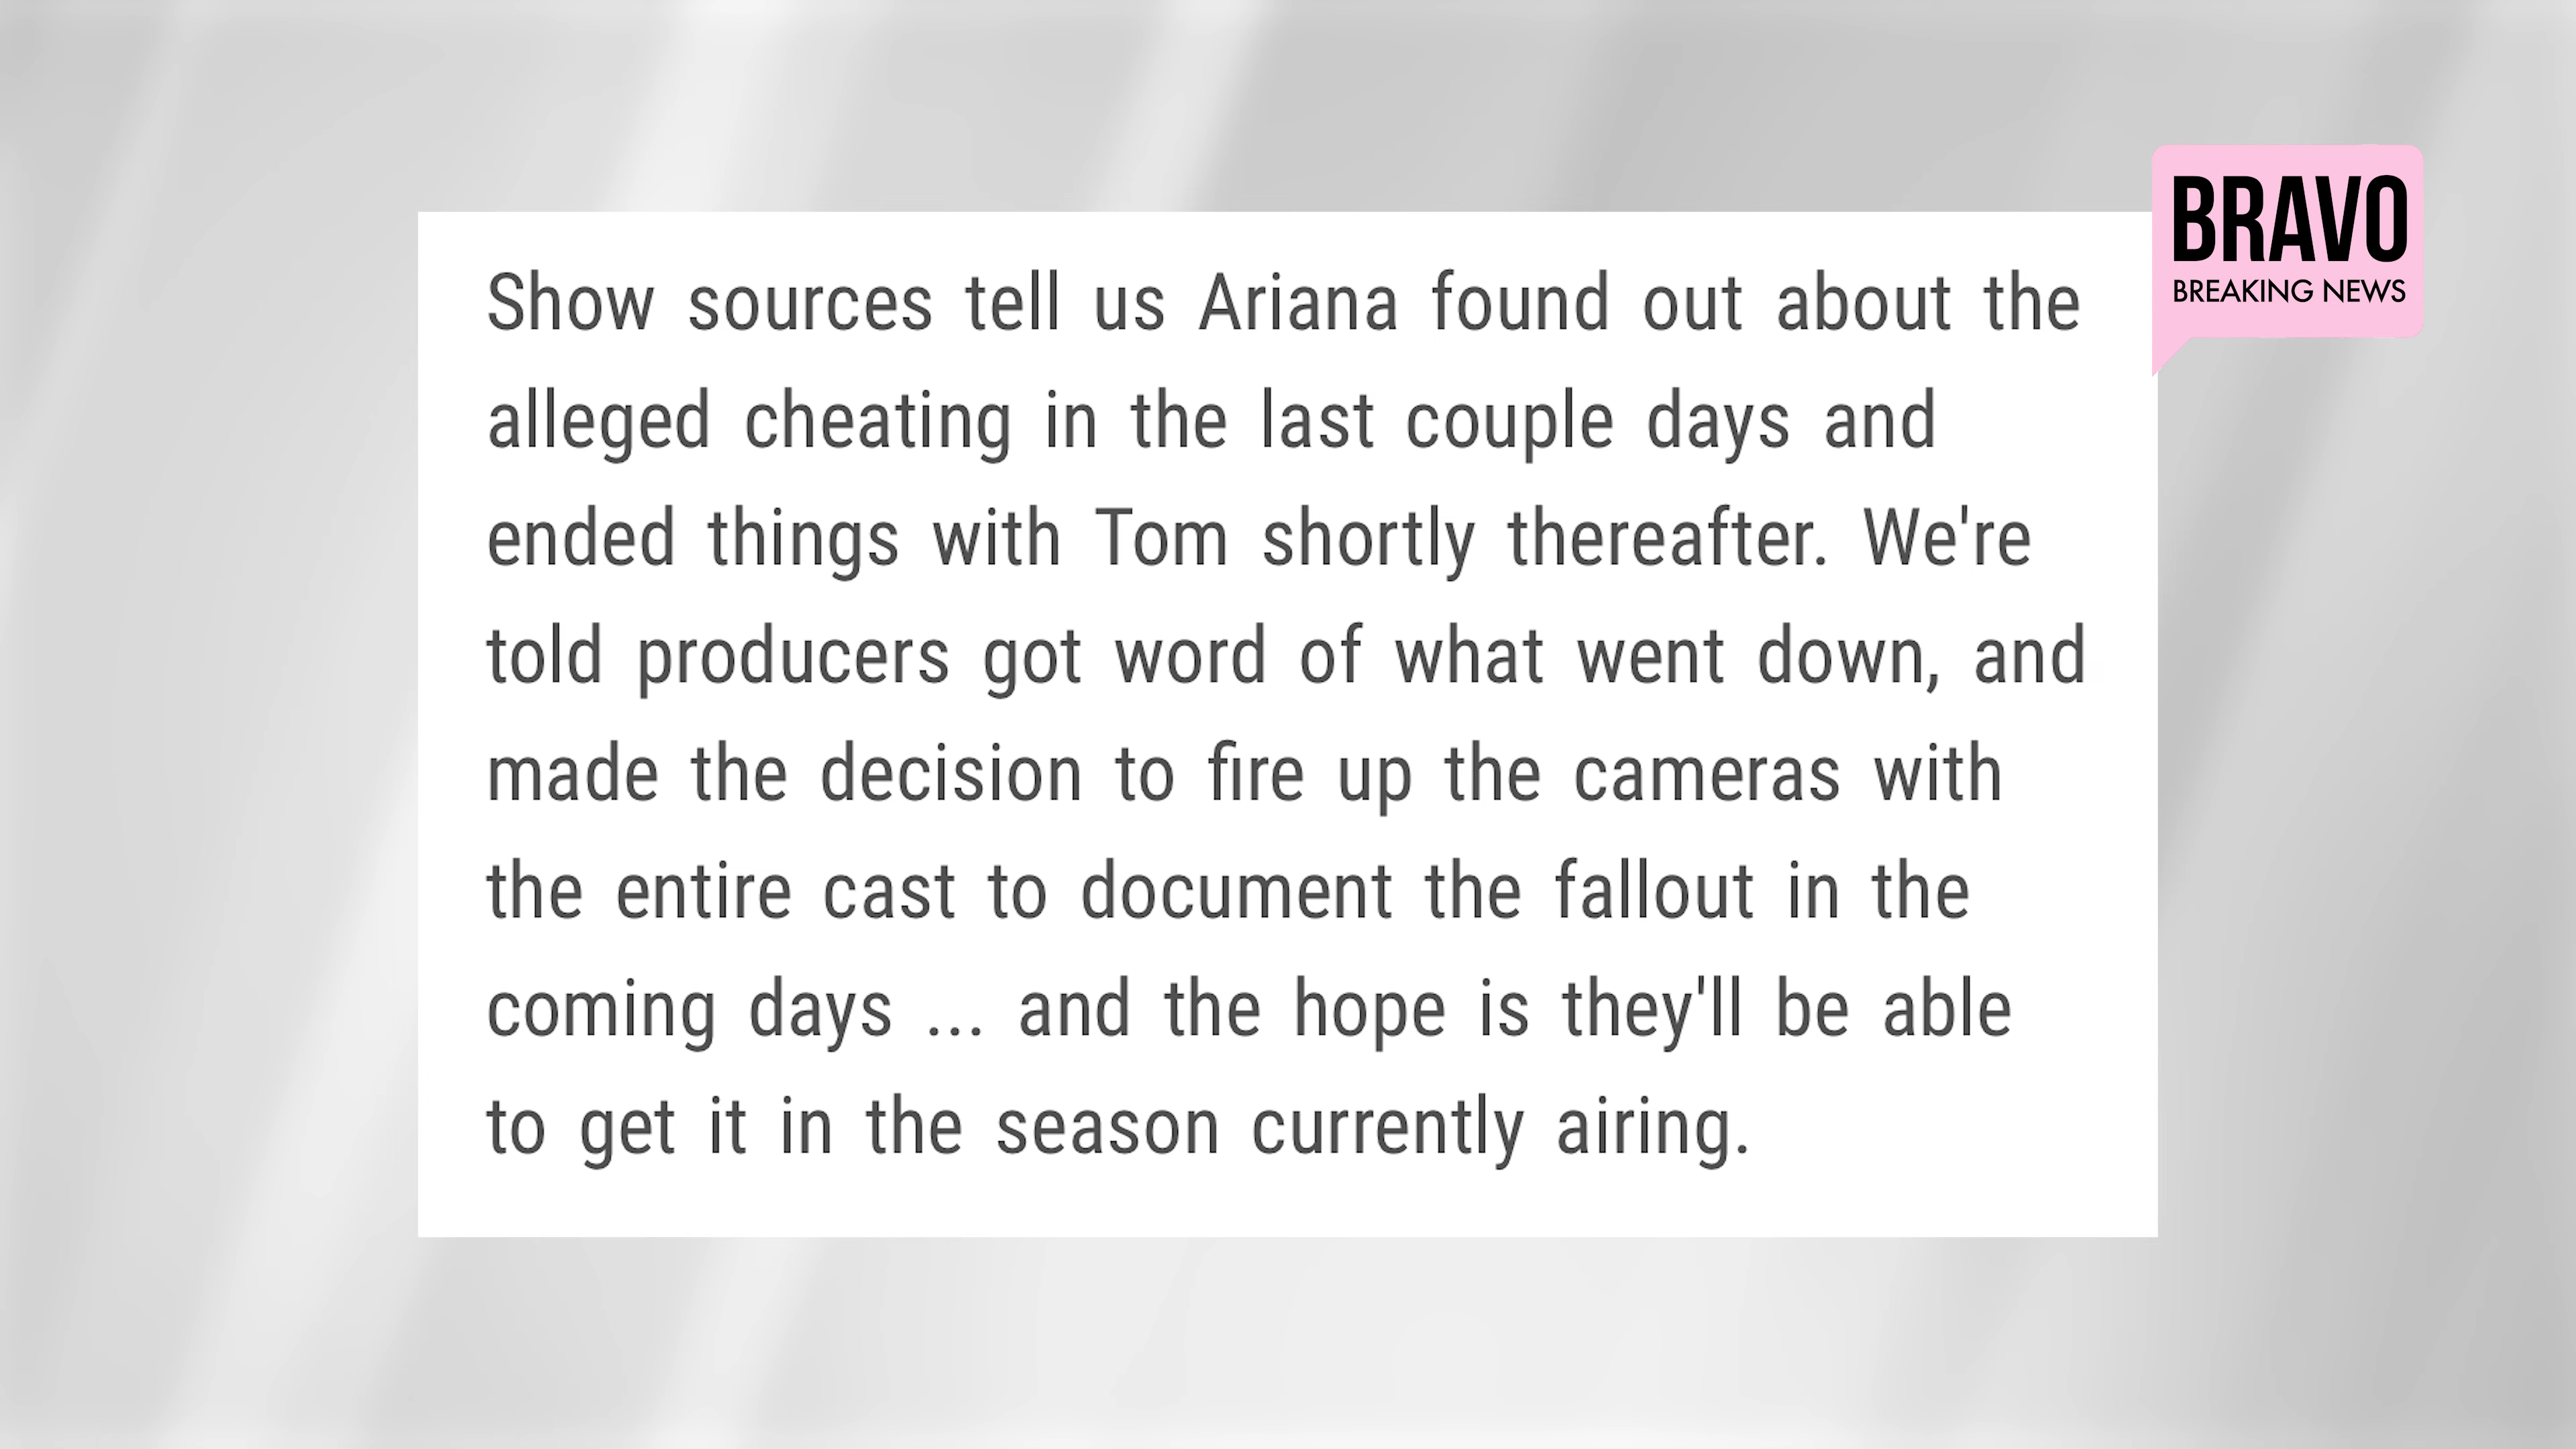 BRAVO
BREAKING NEWS
Show sources tell us Ariana found out about the
alleged cheating in the last couple days and
ended things with Tom shortly thereafter. We're
told producers got word of what went down, and
made the decision to fire up the cameras with
the entire cast to document the fallout in the
coming days ... and the hope is they'll be able
to get it in the season currently airing.